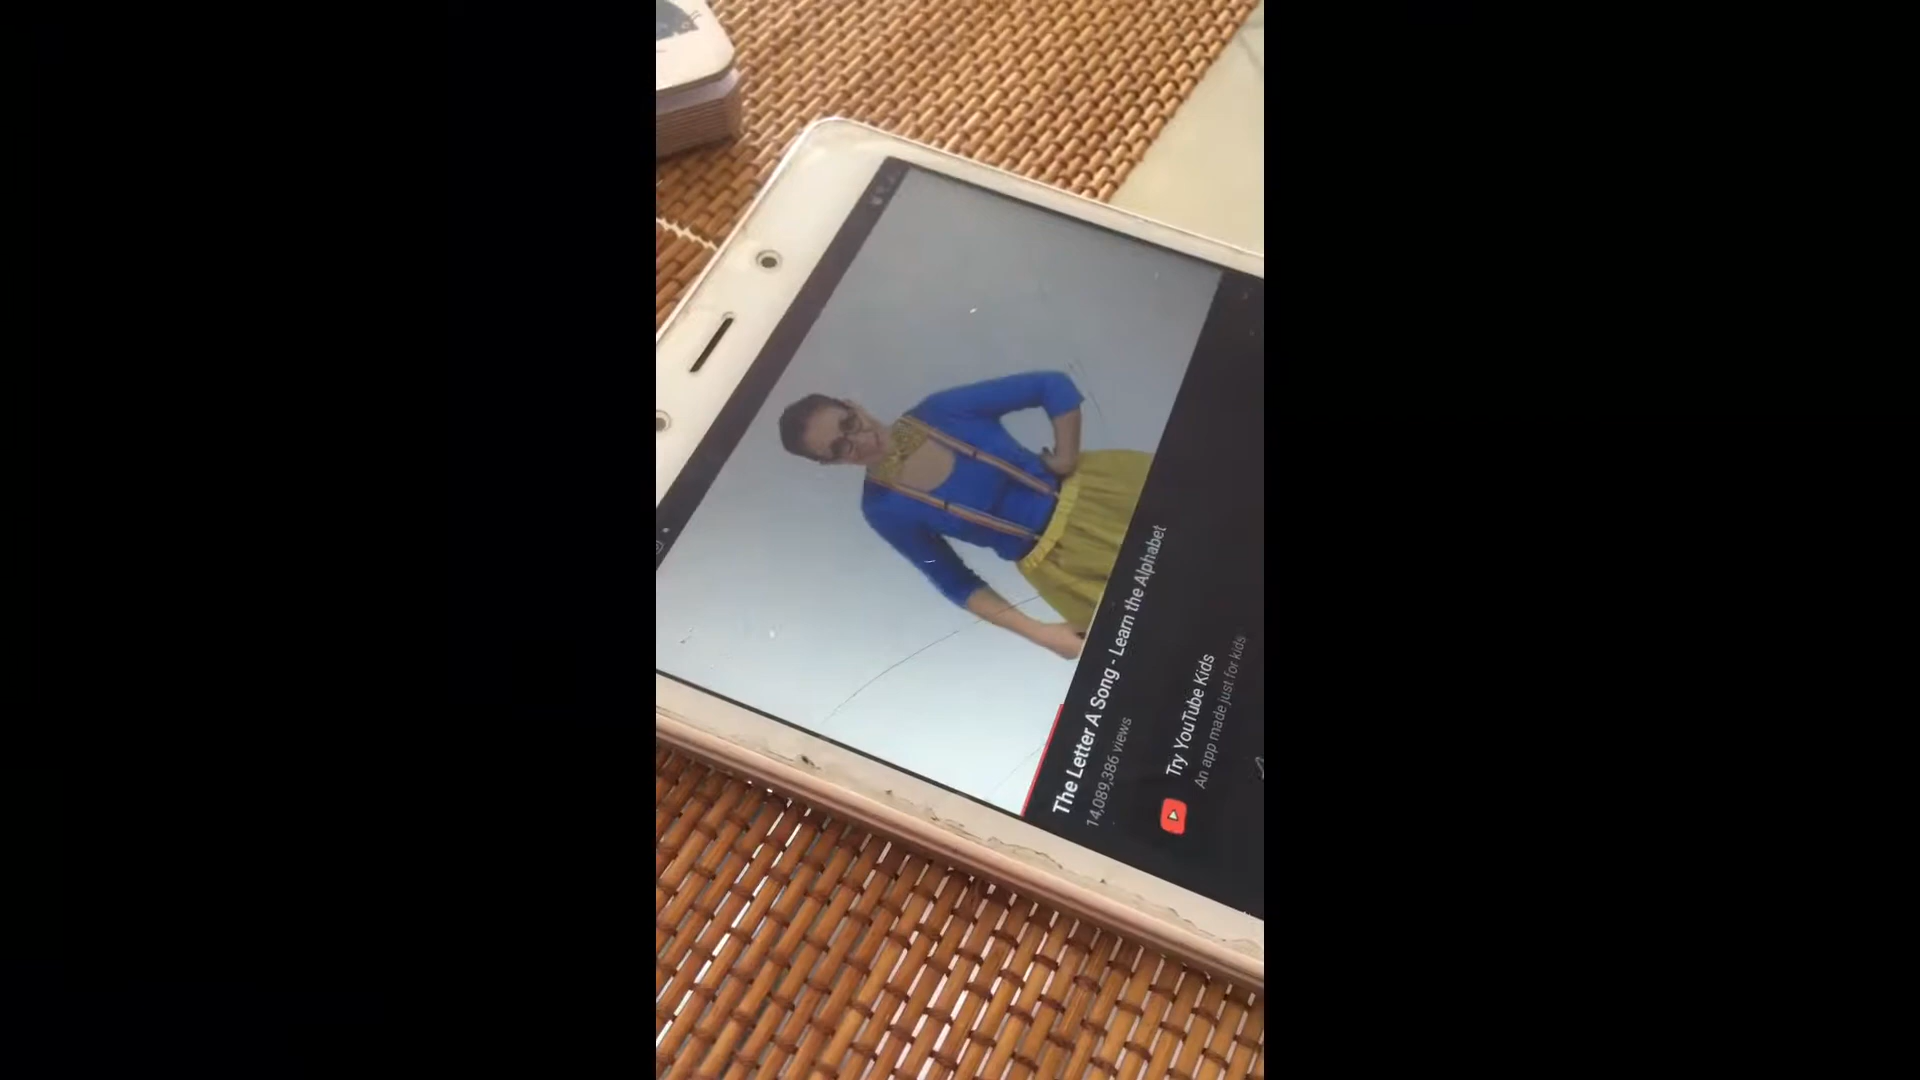 The Letter A Song - Learn the Alphabet
14,089,386 views
Try YouTube Kids
An app made just for kids